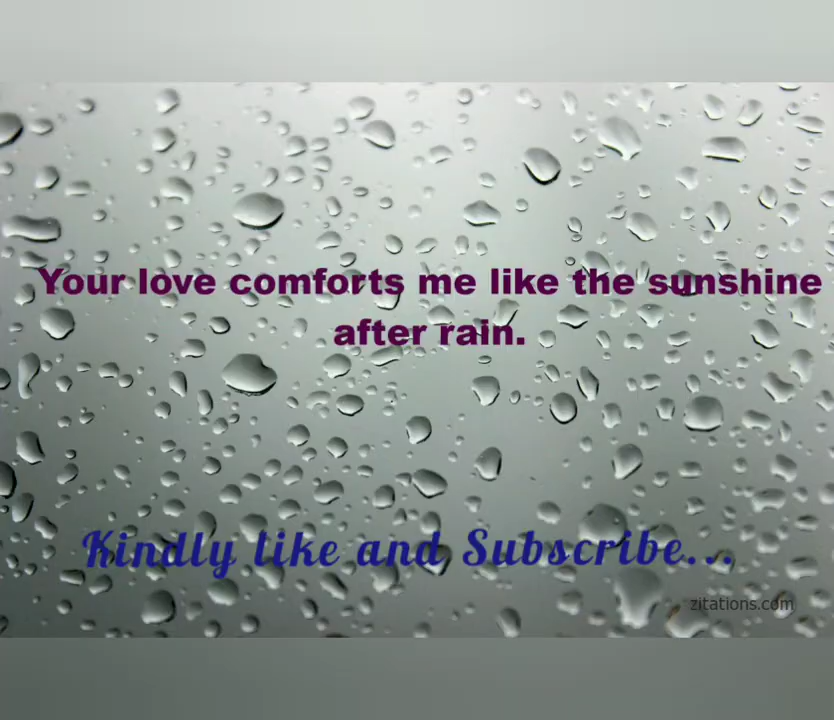 Your love comforts me like the sunshine
after rain.
Kindly like and Subscribe...
zitations.com